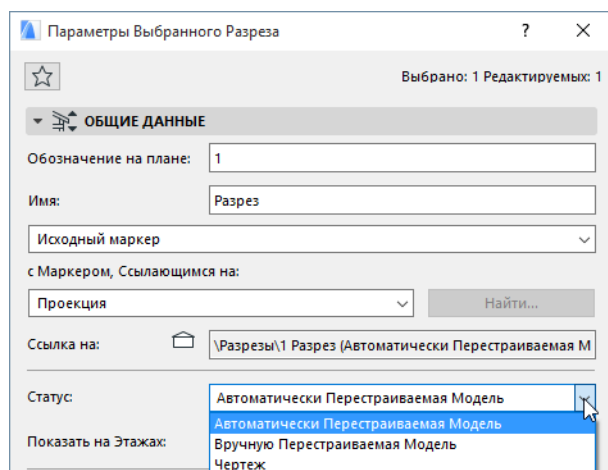 Параметры Выбранного Разреза ?
Выбрано: 1 Редактируемых: 1
ОБЩИЕ ДАННЫЕ
Обозначение на плане: 1
Имя: Разрез
Исходный маркер
с Маркером, Ссылающимся на:
Проекция Найти...
Ссылка на: \Разрезы\1 Разрез (Автоматически Перестраиваемая М
Статус: Автоматически Перестраиваемая Модель
Автоматически Перестраиваемая Модель
Показать на Этажах: Вручную Перестраиваемая Модель
Чертеж